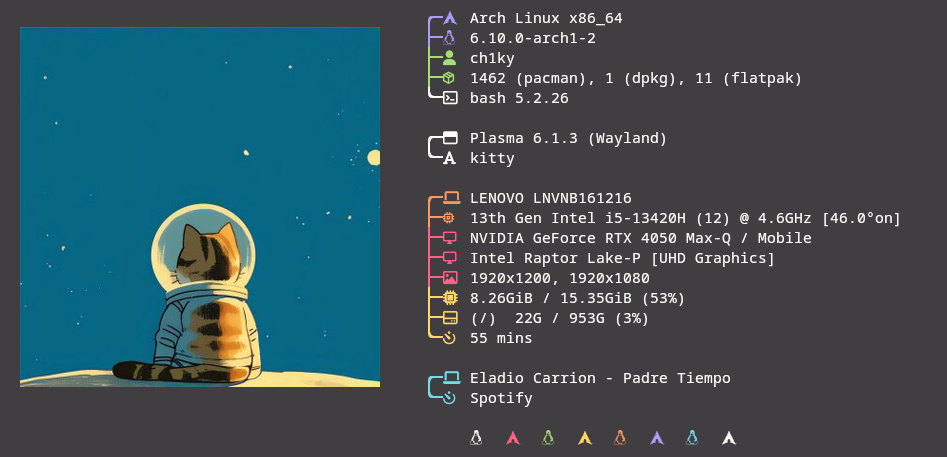 Arch Linux x86_64
6.10.0-arch1-2
ch1ky
1462 (pacman), 1 (dpkg), 11 (flatpak)
bash 5.2.26
Plasma 6.1.3 (Wayland)
kitty
LENOVO LNVNB161216
13th Gen Intel i5-13420H (12) @ 4.6GHz [46.0°on]
NVIDIA GeForce RTX 4050 Max-Q / Mobile
Intel Raptor Lake-P [UHD Graphics]
1920x1200, 1920x1080
8.26GiB / 15.35GiB (53%)
(/)  22G / 953G (3%)
55 mins
Eladio Carrion - Padre Tiempo
Spotify